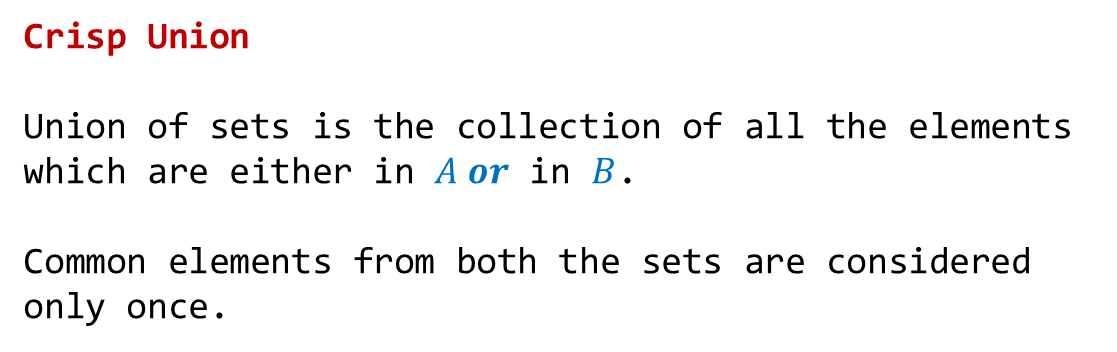 Crisp Union
Union of sets is the collection of all the elements
which are either in A or in B.
Common elements from both the sets are considered
only once.